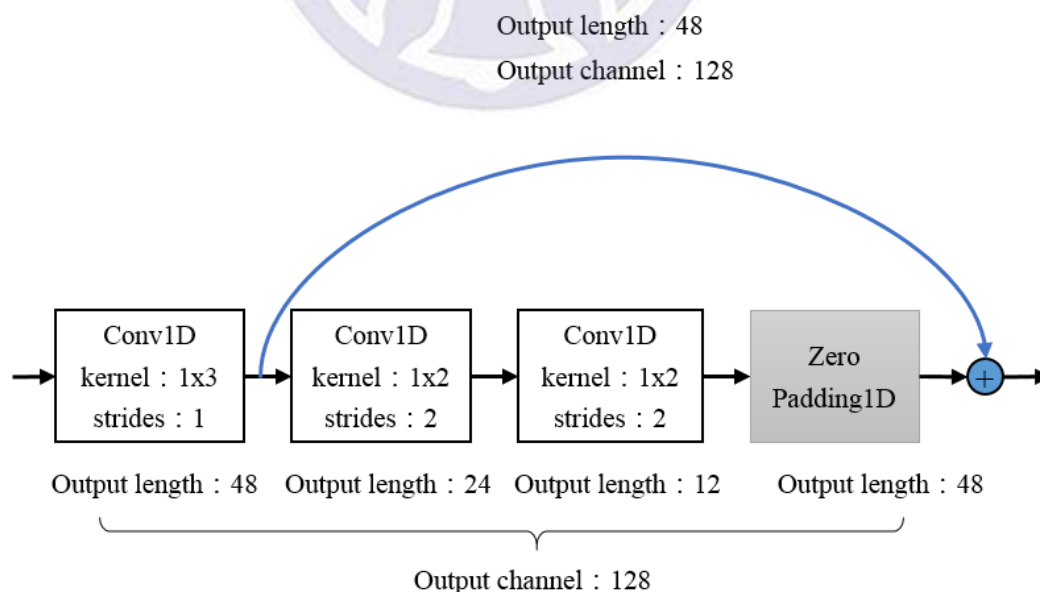 Output length：48
Output channel：128
Conv1D
kernel：1x3
strides：1
Conv1D
kernel：1x2
strides：2
Conv1D
kernel：1x2
strides：2
Zero
Padding1D
+
Output length：48
Output length：24
Output length：12
Output length：48
Output channel：128